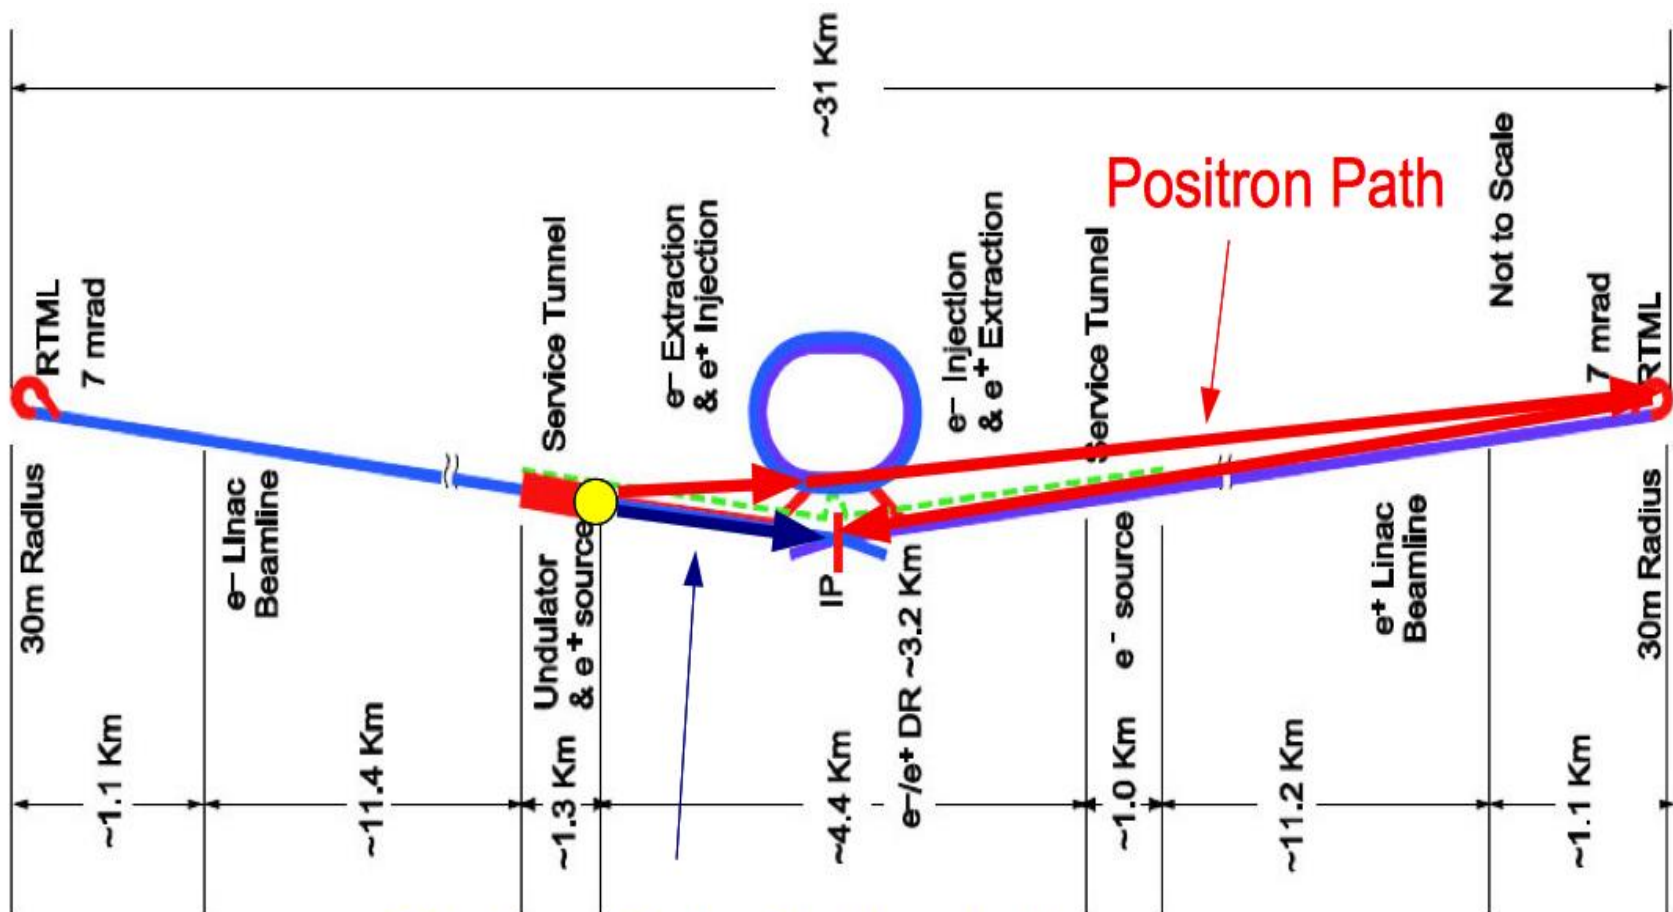 ~31 Km
Positron Path
Not to Scale
RTML
7 mrad
Service Tunnel
e− Extraction
& e+ Injection
e− Injection
& e+ Extraction
Service Tunnel
7 mrad
RTML
30m Radius
e− Linac
Beamline
Undulator
& e+ source
IP
e−/e+ DR ~3.2 Km
e- source
e+ Linac
Beamline
30m Radius
~1.1 Km
~11.4 Km
~1.3 Km
~4.4 Km
~1.0 Km
~11.2 Km
~1.1 Km